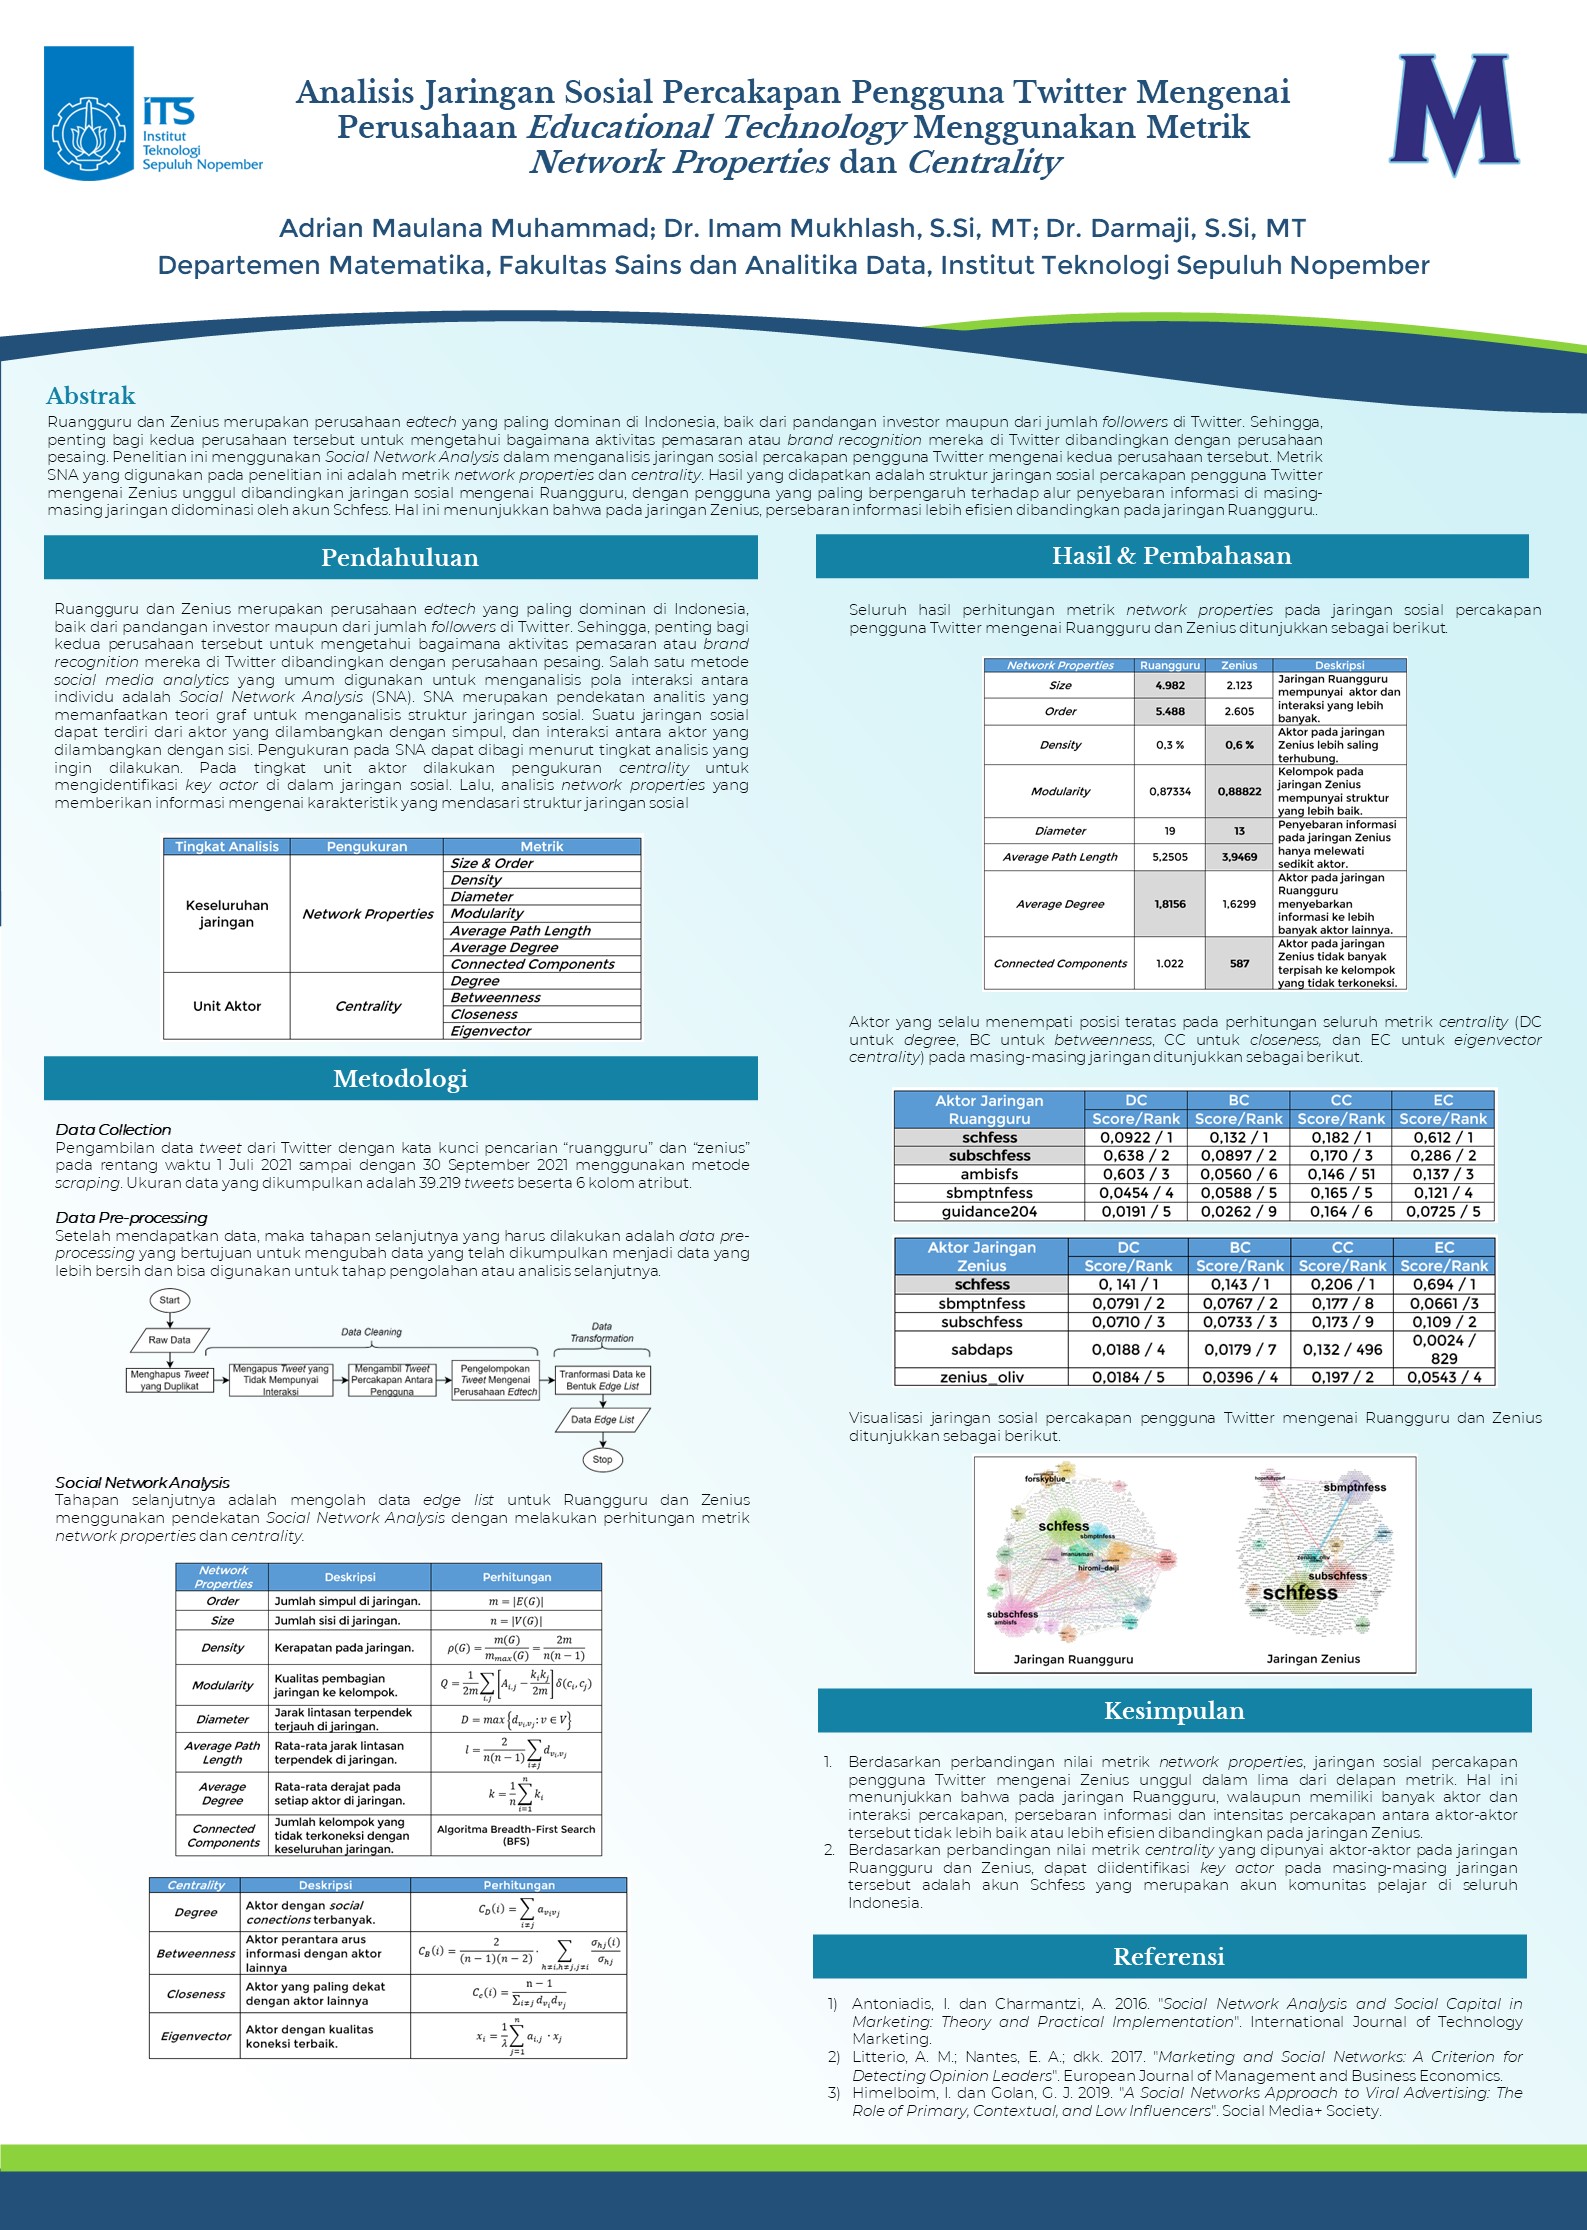 ITS
Institut
Teknologi
Sepuluh Nopember
Analisis Jaringan Sosial Percakapan Pengguna Twitter Mengenai
Perusahaan Educational Technology Menggunakan Metrik
Network Properties dan Centrality
M
Adrian Maulana Muhammad; Dr. Imam Mukhlash, S.Si, MT; Dr. Darmaji, S.Si, MT
Departemen Matematika, Fakultas Sains dan Analitika Data, Institut Teknologi Sepuluh Nopember
Abstrak
Ruangguru dan Zenius merupakan perusahaan edtech yang paling dominan di Indonesia, baik dari pandangan investor maupun dari jumlah followers di Twitter. Sehingga,
penting bagi kedua perusahaan tersebut untuk mengetahui bagaimana aktivitas pemasaran atau brand recognition mereka di Twitter dibandingkan dengan perusahaan
pesaing. Penelitian ini menggunakan Social Network Analysis dalam menganalisis jaringan sosial percakapan pengguna Twitter mengenai kedua perusahaan tersebut. Metrik
SNA yang digunakan pada penelitian ini adalah metrik network properties dan centrality. Hasil yang didapatkan adalah struktur jaringan sosial percakapan pengguna Twitter
mengenai Zenius unggul dibandingkan jaringan sosial mengenai Ruangguru, dengan pengguna yang paling berpengaruh terhadap alur penyebaran informasi di masing-
masing jaringan didominasi oleh akun Schfess. Hal ini menunjukkan bahwa pada jaringan Zenius, persebaran informasi lebih efisien dibandingkan pada jaringan Ruangguru..
Pendahuluan
Ruangguru dan Zenius merupakan perusahaan edtech yang paling dominan di Indonesia,
baik dari pandangan investor maupun dari jumlah followers di Twitter. Sehingga, penting bagi
kedua perusahaan tersebut untuk mengetahui bagaimana aktivitas pemasaran atau brand
recognition mereka di Twitter dibandingkan dengan perusahaan pesaing. Salah satu metode
social media analytics yang umum digunakan untuk menganalisis pola interaksi antara
individu adalah Social Network Analysis (SNA). SNA merupakan pendekatan analitis yang
memanfaatkan teori graf untuk menganalisis struktur jaringan sosial. Suatu jaringan sosial
dapat terdiri dari aktor yang dilambangkan dengan simpul, dan interaksi antara aktor yang
dilambangkan dengan sisi. Pengukuran pada SNA dapat dibagi menurut tingkat analisis yang
ingin dilakukan. Pada tingkat unit aktor dilakukan pengukuran centrality untuk
mengidentifikasi key actor di dalam jaringan sosial. Lalu, analisis network properties yang
memberikan informasi mengenai karakteristik yang mendasari struktur jaringan sosial
Tingkat Analisis Pengukuran Metrik
Keseluruhan
jaringan
Network Properties
Size & Order
Density
Diameter
Modularity
Average Path Length
Average Degree
Connected Components
Unit Aktor
Centrality
Degree
Betweenness
Closeness
Eigenvector
Metodologi
Data Collection
Pengambilan data tweet dari Twitter dengan kata kunci pencarian “ruangguru” dan “zenius”
pada rentang waktu 1 Juli 2021 sampai dengan 30 September 2021 menggunakan metode
scraping. Ukuran data yang dikumpulkan adalah 39.219 tweets beserta 6 kolom atribut.
Data Pre-processing
Setelah mendapatkan data, maka tahapan selanjutnya yang harus dilakukan adalah data pre-
processing yang bertujuan untuk mengubah data yang telah dikumpulkan menjadi data yang
lebih bersih dan bisa digunakan untuk tahap pengolahan atau analisis selanjutnya.
Start
Raw Data
Data Cleaning
Data
Transformation
Menghapus Tweet
yang Duplikat
Mengapus Tweet yang
Tidak Mempunyai
Interaksi
Mengambil Tweet
Percakapan Antara
Pengguna
Pengelompokan
Tweet Mengenai
Perusahaan Edtech
Tranformasi Data ke
Bentuk Edge List
Data Edge List
Stop
Social Network Analysis
Tahapan selanjutnya adalah mengolah data edge list untuk Ruangguru dan Zenius
menggunakan pendekatan Social Network Analysis dengan melakukan perhitungan metrik
network properties dan centrality.
Network
Properties
Deskripsi Perhitungan
Order Jumlah simpul di jaringan. m = |E(G)|
Size Jumlah sisi di jaringan. n = |V(G)|
Density Kerapatan pada jaringan. ρ(G) = m(G)/m_max(G) = 2m/n(n − 1)
Modularity
Kualitas pembagian
jaringan ke kelompok.
Q = 1/2m ∑_i,j [A_i,j − k_i k_j/2m] δ(c_i, c_j)
Diameter
Jarak lintasan terpendek
terjauh di jaringan.
D = max{d_vi,vj: v ∈ V}
Average Path
Length
Rata-rata jarak lintasan
terpendek di jaringan.
l = 2/n(n − 1) ∑_i≠j d_vi,vj
Average
Degree
Rata-rata derajat pada
setiap aktor di jaringan.
k = 1/n ∑_i=1^n k_i
Connected
Components
Jumlah kelompok yang
tidak terkoneksi dengan
keseluruhan jaringan.
Algoritma Breadth-First Search
(BFS)
Centrality Deskripsi Perhitungan
Degree
Aktor dengan social
conections terbanyak.
C_D(i) = ∑_i≠j a_vivj
Betweenness
Aktor perantara arus
informasi dengan aktor
lainnya
C_B(i) = 2/(n − 1)(n − 2) · ∑_h≠i,h≠j,j≠i σ_hj(i)/σ_hj
Closeness
Aktor yang paling dekat
dengan aktor lainnya
C_c(i) = n − 1/∑_i≠j d_vi d_vj
Eigenvector
Aktor dengan kualitas
koneksi terbaik.
x_i = 1/λ ∑_j=1^n a_i,j · x_j
Hasil & Pembahasan
Seluruh hasil perhitungan metrik network properties pada jaringan sosial percakapan
pengguna Twitter mengenai Ruangguru dan Zenius ditunjukkan sebagai berikut.
Network Properties Ruangguru Zenius Deskripsi
Size 4.982 2.123
Order 5.488 2.605
Jaringan Ruangguru
mempunyai aktor dan
interaksi yang lebih
banyak.
Density 0,3 % 0,6 %
Aktor pada jaringan
Zenius lebih saling
terhubung.
Modularity 0,87334 0,88822
Kelompok pada
jaringan Zenius
mempunyai struktur
yang lebih baik.
Diameter 19 13
Average Path Length 5,2505 3,9469
Penyebaran informasi
pada jaringan Zenius
hanya melewati
sedikit aktor.
Average Degree 1,8156 1,6299
Aktor pada jaringan
Ruangguru
menyebarkan
informasi ke lebih
banyak aktor lainnya.
Connected Components 1.022 587
Aktor pada jaringan
Zenius tidak banyak
terpisah ke kelompok
yang tidak terkoneksi.
Aktor yang selalu menempati posisi teratas pada perhitungan seluruh metrik centrality (DC
untuk degree, BC untuk betweenness, CC untuk closeness, dan EC untuk eigenvector
centrality) pada masing-masing jaringan ditunjukkan sebagai berikut.
Aktor Jaringan
Ruangguru
DC BC CC EC
Score/Rank Score/Rank Score/Rank Score/Rank
schfess 0,0922 / 1 0,132 / 1 0,182 / 1 0,612 / 1
subschfess 0,638 / 2 0,0897 / 2 0,170 / 3 0,286 / 2
ambisfs 0,603 / 3 0,0560 / 6 0,146 / 51 0,137 / 3
sbmptnfess 0,0454 / 4 0,0588 / 5 0,165 / 5 0,121 / 4
guidance204 0,0191 / 5 0,0262 / 9 0,164 / 6 0,0725 / 5
Aktor Jaringan
Zenius
DC BC CC EC
Score/Rank Score/Rank Score/Rank Score/Rank
schfess 0, 141 / 1 0,143 / 1 0,206 / 1 0,694 / 1
sbmptnfess 0,0791 / 2 0,0767 / 2 0,177 / 8 0,0661 /3
subschfess 0,0710 / 3 0,0733 / 3 0,173 / 9 0,109 / 2
sabdaps 0,0188 / 4 0,0179 / 7 0,132 / 496 0,0024 /
829
zenius_oliv 0,0184 / 5 0,0396 / 4 0,197 / 2 0,0543 / 4
Visualisasi jaringan sosial percakapan pengguna Twitter mengenai Ruangguru dan Zenius
ditunjukkan sebagai berikut.
forskyblue_
schfess
sbmptnfess
imanusmari
hiromi_daiji
subschfess
ambisfs
Jaringan Ruangguru
hopefullyperf
sbmptnfess
zenius_oliv
subschfess
schfess
Jaringan Zenius
Kesimpulan
1. Berdasarkan perbandingan nilai metrik network properties, jaringan sosial percakapan
pengguna Twitter mengenai Zenius unggul dalam lima dari delapan metrik. Hal ini
menunjukkan bahwa pada jaringan Ruangguru, walaupun memiliki banyak aktor dan
interaksi percakapan, persebaran informasi dan intensitas percakapan antara aktor-aktor
tersebut tidak lebih baik atau lebih efisien dibandingkan pada jaringan Zenius.
2. Berdasarkan perbandingan nilai metrik centrality yang dipunyai aktor-aktor pada jaringan
Ruangguru dan Zenius, dapat diidentifikasi key actor pada masing-masing jaringan
tersebut adalah akun Schfess yang merupakan akun komunitas pelajar di seluruh
Indonesia.
Referensi
1) Antoniadis, I. dan Charmantzi, A. 2016. "Social Network Analysis and Social Capital in
Marketing: Theory and Practical Implementation". International Journal of Technology
Marketing.
2) Litterio, A. M.; Nantes, E. A.; dkk. 2017. "Marketing and Social Networks: A Criterion for
Detecting Opinion Leaders". European Journal of Management and Business Economics.
3) Himelboim, I. dan Golan, G. J. 2019. "A Social Networks Approach to Viral Advertising: The
Role of Primary, Contextual, and Low Influencers". Social Media+ Society.